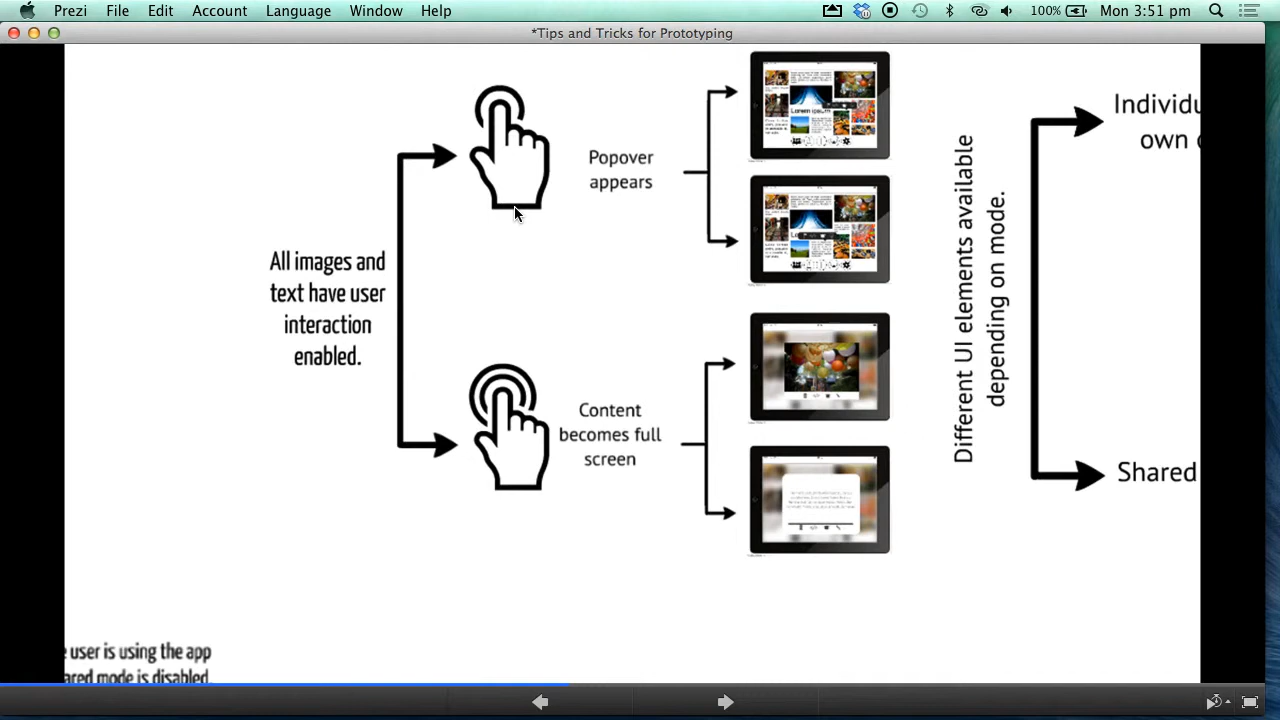 Prezi File Edit Account Language Window Help 100% Mon 3:51 pm
*Tips and Tricks for Prototyping
All images and
text have user
interaction
enabled.
Popover
appears
Content
becomes full
screen
Lorem ipsum
Different UI elements available
depending on mode.
Individu
own
Shared
user is using the app
ared mode is disabled.